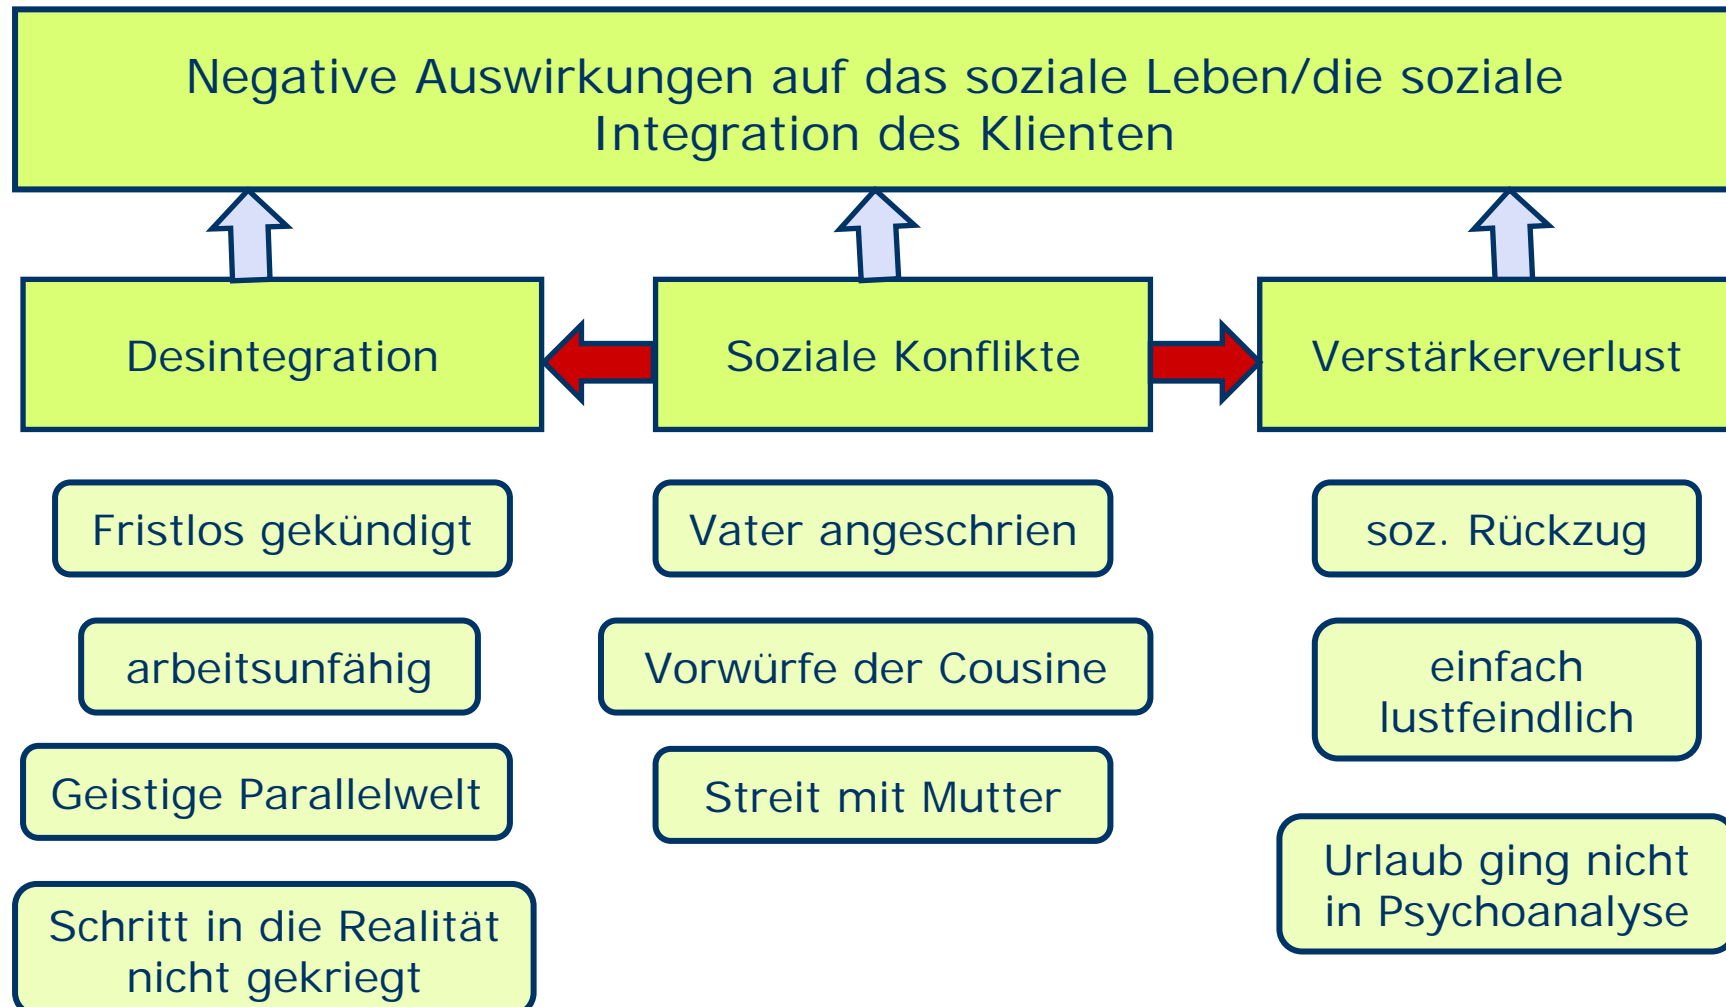 Negative Auswirkungen auf das soziale Leben/die soziale
Integration des Klienten
Desintegration
Soziale Konflikte
Verstärkerverlust
Fristlos gekündigt
arbeitsunfähig
Geistige Parallelwelt
Schritt in die Realität
nicht gekriegt
Vater angeschrien
Vorwürfe der Cousine
Streit mit Mutter
soz. Rückzug
einfach
lustfeindlich
Urlaub ging nicht
in Psychoanalyse